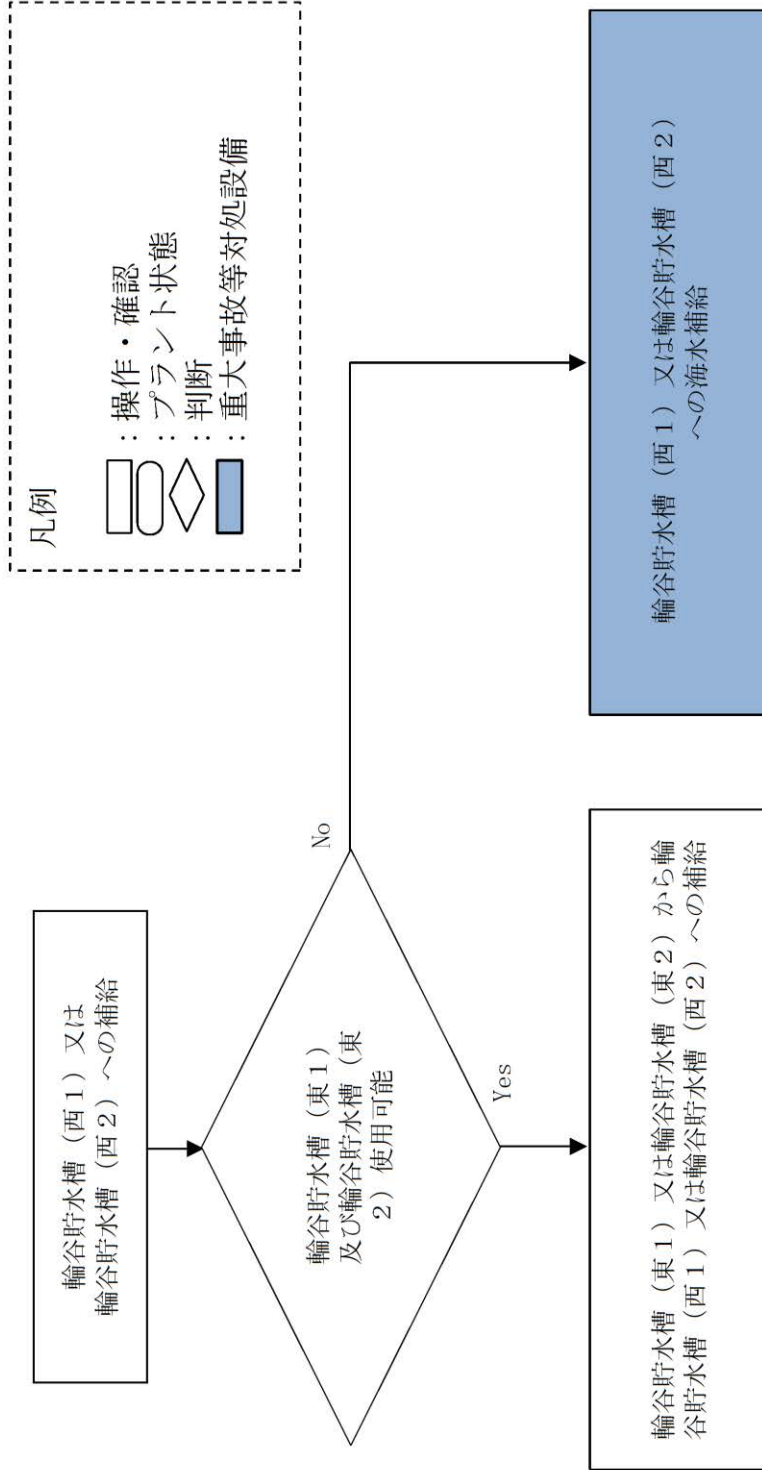 輪谷貯水槽（西１）又は
輪谷貯水槽（西２）への補給
輪谷貯水槽（東１）
及び輪谷貯水槽（東
２）使用可能
No
Yes
輪谷貯水槽（東１）又は輪谷貯水槽（東２）から輪
谷貯水槽（西１）又は輪谷貯水槽（西２）への補給
輪谷貯水槽（西１）又は輪谷貯水槽（西２）
への海水補給
凡例
：操作・確認
：プラント状態
：判断
：重大事故等対処設備